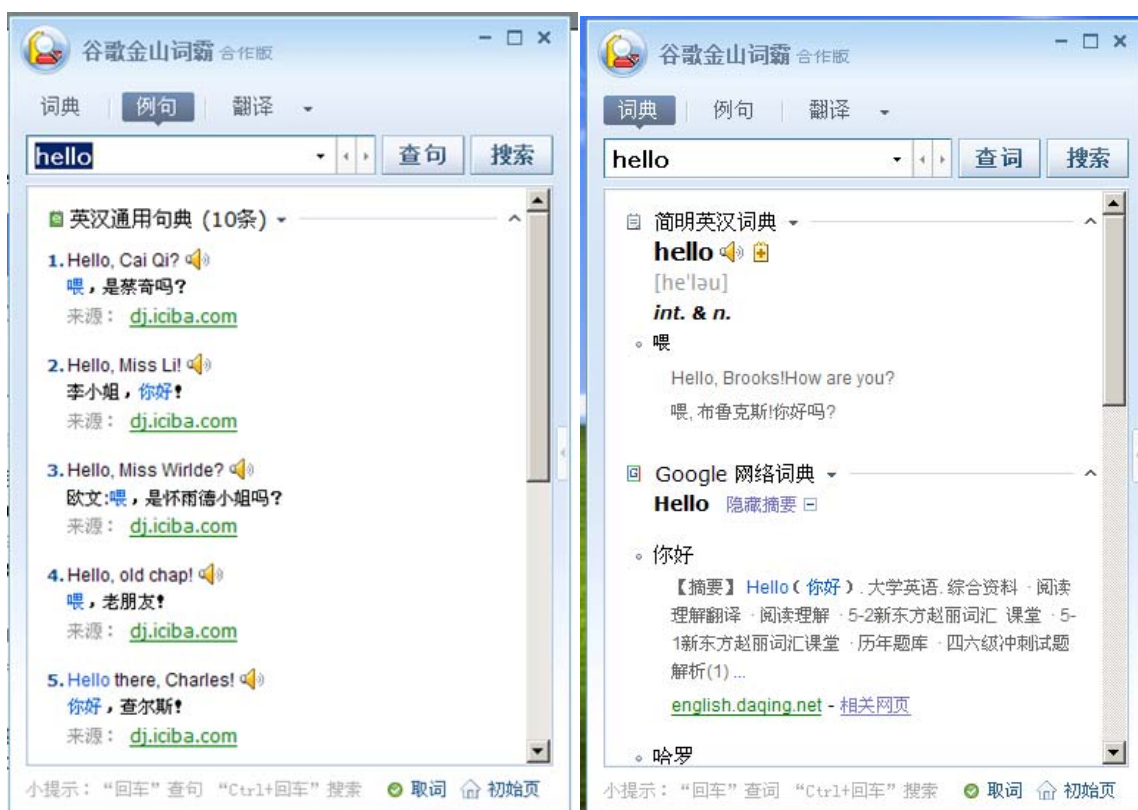 谷歌金山词霸 合作版
词典 例句 翻译
hello 查句 搜索
英汉通用句典 (10条)
1. Hello, Cai Qi?
喂，是蔡奇吗?
来源： dj.iciba.com
2. Hello, Miss Li!
李小姐，你好!
来源： dj.iciba.com
3. Hello, Miss Wirlde?
欧文:喂，是怀雨德小姐吗?
来源： dj.iciba.com
4. Hello, old chap!
喂，老朋友!
来源： dj.iciba.com
5. Hello there, Charles!
你好，查尔斯!
来源： dj.iciba.com
小提示：“回车”查句 “Ctrl+回车”搜索 取词 初始页
谷歌金山词霸 合作版
词典 例句 翻译
hello 查词 搜索
简明英汉词典
hello
[he'ləu]
int. & n.
喂
Hello, Brooks!How are you?
喂, 布鲁克斯!你好吗?
Google 网络词典
Hello 隐藏摘要
你好
【摘要】 Hello（你好）. 大学英语. 综合资料 · 阅读
理解翻译 · 阅读理解 · 5-2新东方赵丽词汇 课堂 · 5-
1新东方赵丽词汇课堂 · 历年题库 · 四六级冲刺试题
解析(1) ...
english.daqing.net - 相关网页
哈罗
小提示：“回车”查词 “Ctrl+回车”搜索 取词 初始页